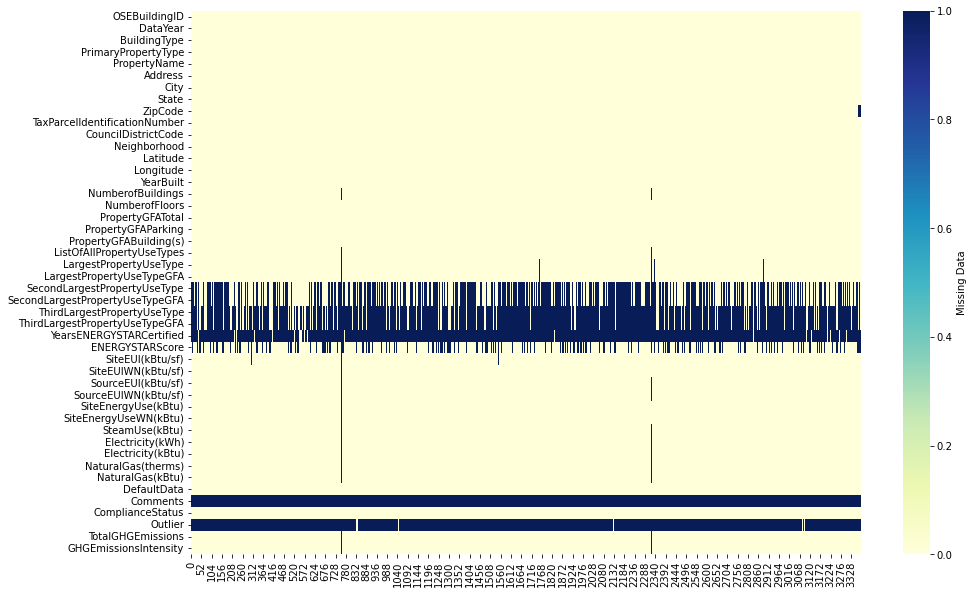 OSEBuildingID
DataYear
BuildingType
PrimaryPropertyType
PropertyName
Address
City
State
ZipCode
TaxParcelIdentificationNumber
CouncilDistrictCode
Neighborhood
Latitude
Longitude
YearBuilt
NumberofBuildings
NumberofFloors
PropertyGFATotal
PropertyGFAParking
PropertyGFABuilding(s)
ListOfAllPropertyUseTypes
LargestPropertyUseType
LargestPropertyUseTypeGFA
SecondLargestPropertyUseType
SecondLargestPropertyUseTypeGFA
ThirdLargestPropertyUseType
ThirdLargestPropertyUseTypeGFA
YearsENERGYSTARCertified
ENERGYSTARScore
SiteEUI(kBtu/sf)
SiteEUIWN(kBtu/sf)
SourceEUI(kBtu/sf)
SourceEUIWN(kBtu/sf)
SiteEnergyUse(kBtu)
SiteEnergyUseWN(kBtu)
SteamUse(kBtu)
Electricity(kWh)
Electricity(kBtu)
NaturalGas(therms)
NaturalGas(kBtu)
DefaultData
Comments
ComplianceStatus
Outlier
TotalGHGEmissions
GHGEmissionsIntensity
0 52 104 156 208 260 312 364 416 468 520 572 624 676 728 780 832 884 936 988 1040 1092 1144 1196 1248 1300 1352 1404 1456 1508 1560 1612 1664 1716 1768 1820 1872 1924 1976 2028 2080 2132 2184 2236 2288 2340 2392 2444 2496 2548 2600 2652 2704 2756 2808 2860 2912 2964 3016 3068 3120 3172 3224 3276 3328
1.0
0.8
0.6
0.4
0.2
0.0
Missing Data